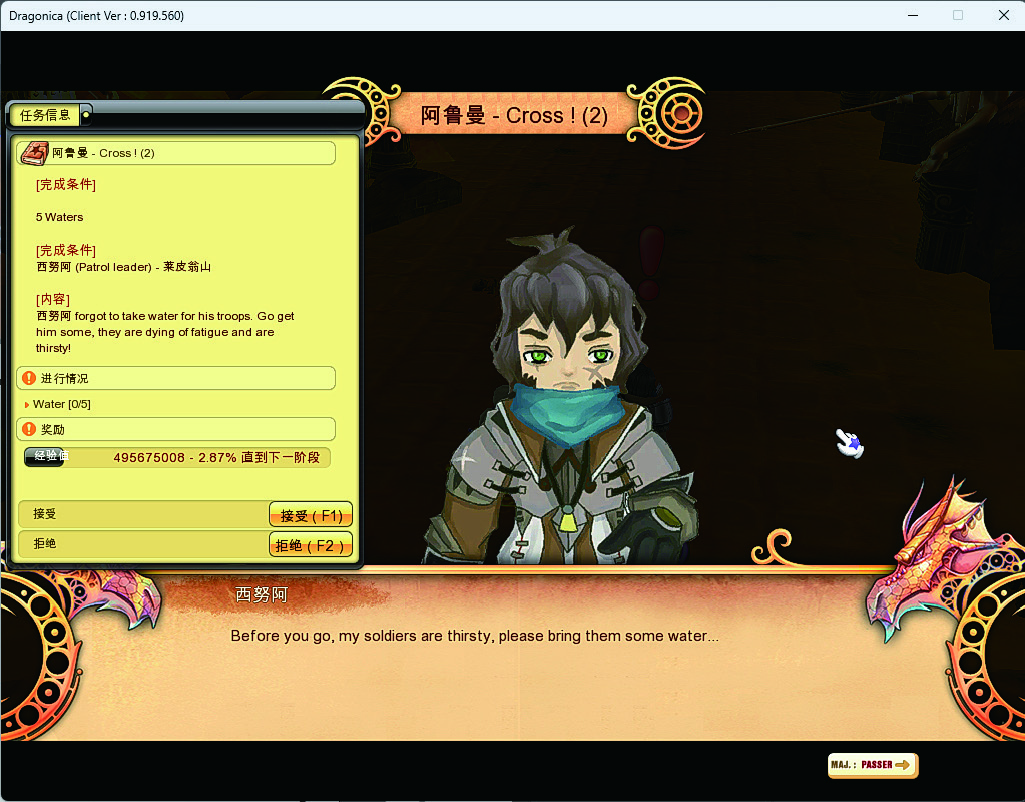 Dragonica (Client Ver : 0.919.560)
阿鲁曼 - Cross ! (2)
任务信息
阿鲁曼 - Cross ! (2)
[完成条件]
5 Waters
[完成条件]
西努阿 (Patrol leader) - 莱皮翁山
[内容]
西努阿 forgot to take water for his troops. Go get
him some, they are dying of fatigue and are
thirsty!
进行情况
Water [0/5]
奖励
经验值 495675008 - 2.87% 直到下一阶段
接受 接受 ( F1)
拒绝 拒绝 ( F2 )
西努阿
Before you go, my soldiers are thirsty, please bring them some water...
MAJ. : PASSER